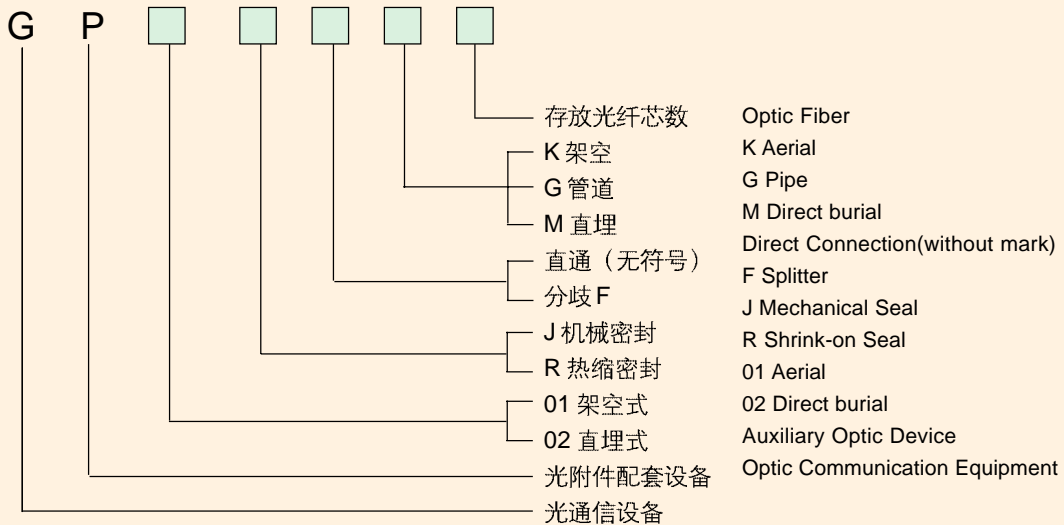 G P
存放光纤芯数 Optic Fiber
K 架空 K Aerial
G 管道 G Pipe
M 直埋 M Direct burial
直通（无符号） Direct Connection(without mark)
分歧 F F Splitter
J 机械密封 J Mechanical Seal
R 热缩密封 R Shrink-on Seal
01 架空式 01 Aerial
02 直埋式 02 Direct burial
光附件配套设备 Auxiliary Optic Device
光通信设备 Optic Communication Equipment